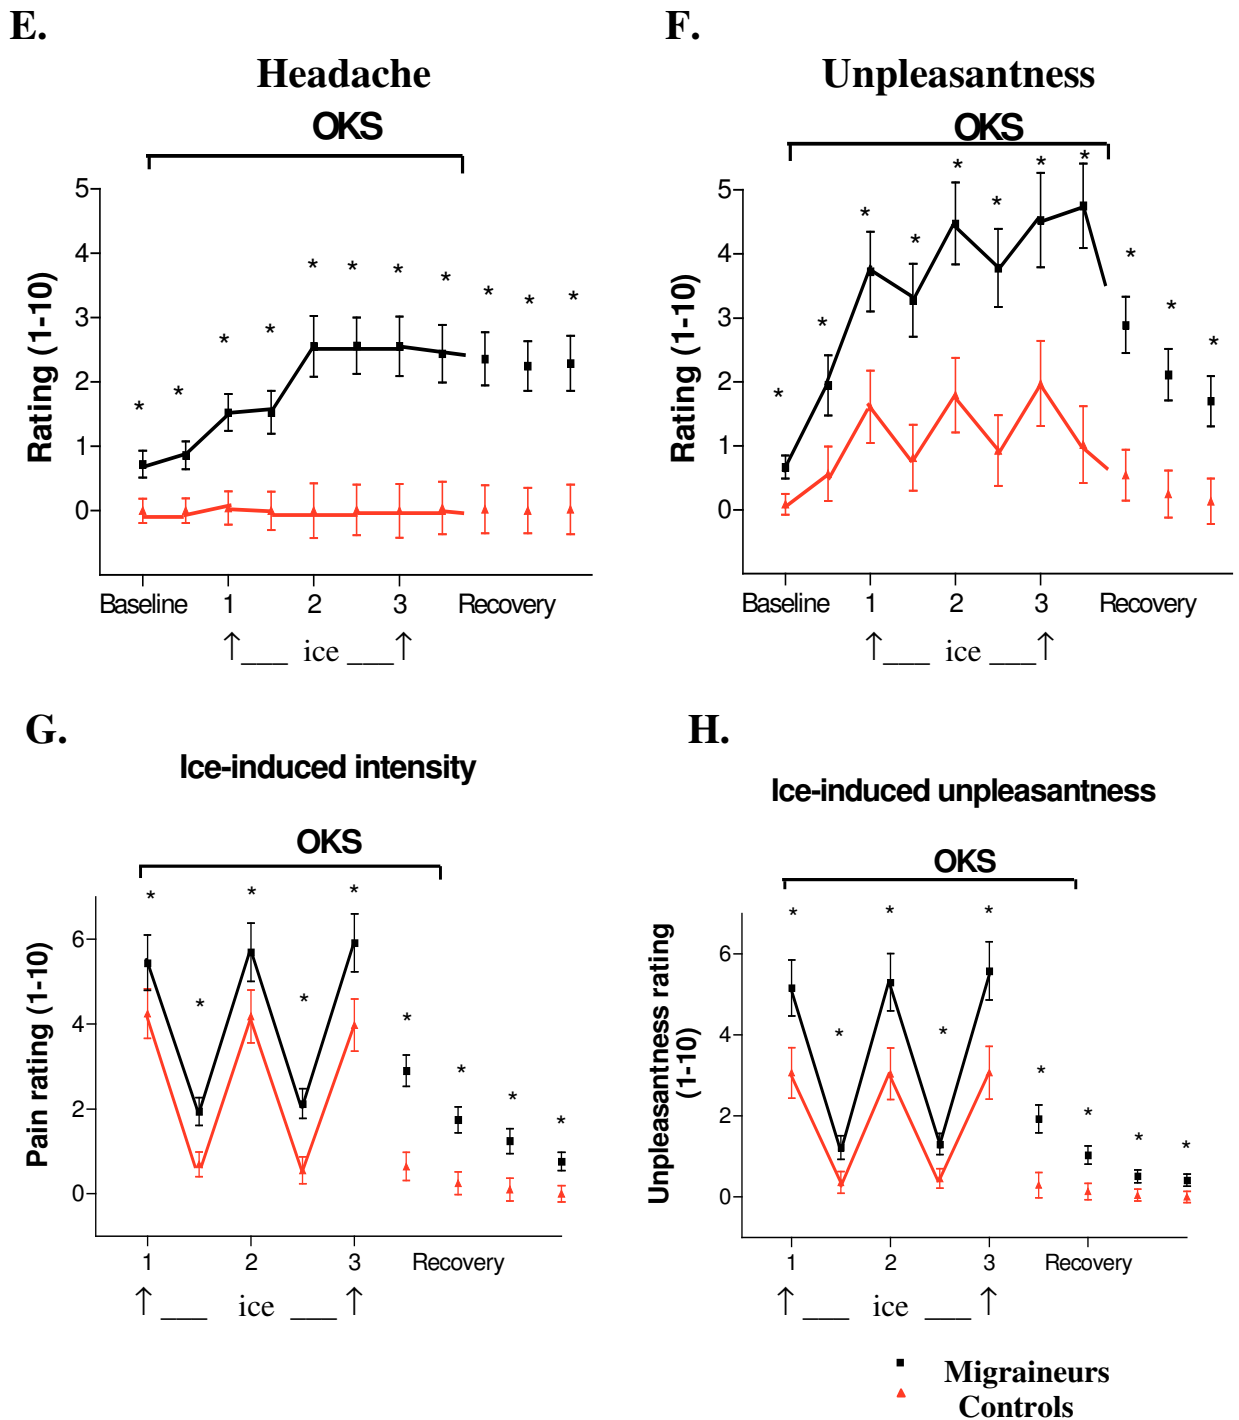 E.
Headache
OKS
Rating (1-10)
5
4
3
2
1
0
* * * * * * * * * * *
Baseline 1 2 3 Recovery
↑___ ice ___↑
F.
Unpleasantness
OKS
Rating (1-10)
5
4
3
2
1
0
* * * * * * * * * * *
Baseline 1 2 3 Recovery
↑___ ice ___↑
G.
Ice-induced intensity
OKS
Pain rating (1-10)
6
4
2
0
* * * * * * * * *
1 2 3 Recovery
↑ ___ ice ___ ↑
H.
Ice-induced unpleasantness
OKS
Unpleasantness rating
(1-10)
6
4
2
0
* * * * * * * * *
1 2 3 Recovery
↑ ___ ice ___ ↑
Migraineurs
Controls